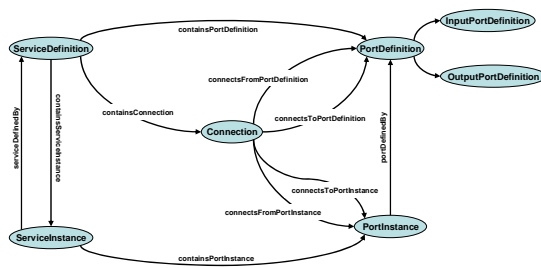 containsPortDefinition
InputPortDefinition
ServiceDefinition
PortDefinition
OutputPortDefinition
connectsFromPortDefinition
containsConnection
connectsToPortDefinition
Connection
serviceDefinedBy
containsServiceInstance
portDefinedBy
connectsToPortInstance
connectsFromPortInstance
PortInstance
ServiceInstance
containsPortInstance